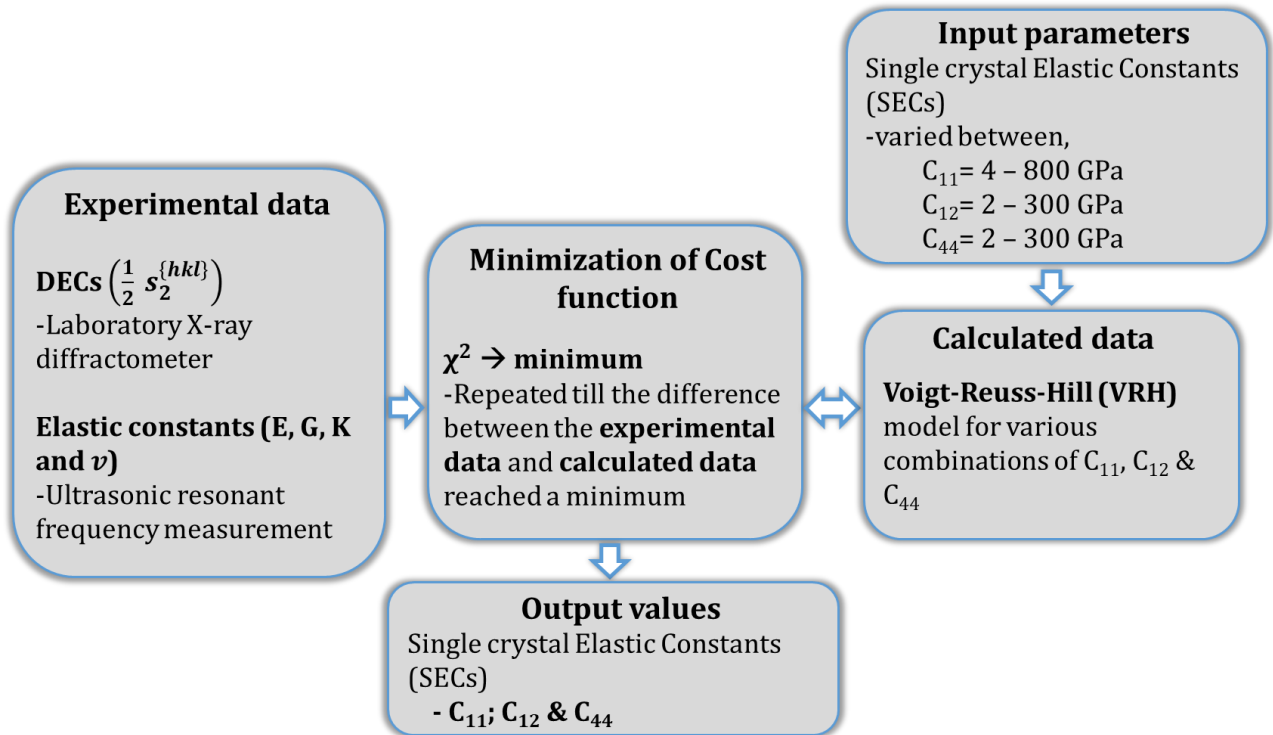 Input parameters
Single crystal Elastic Constants
(SECs)
-varied between,
C₁₁= 4 – 800 GPa
C₁₂= 2 – 300 GPa
C₄₄= 2 – 300 GPa
Experimental data
DECs (1/2 s₂^{hkl})
-Laboratory X-ray
diffractometer
Elastic constants (E, G, K
and ν)
-Ultrasonic resonant
frequency measurement
Minimization of Cost
function
χ² → minimum
-Repeated till the difference
between the experimental
data and calculated data
reached a minimum
Calculated data
Voigt-Reuss-Hill (VRH)
model for various
combinations of C₁₁, C₁₂ &
C₄₄
Output values
Single crystal Elastic Constants
(SECs)
- C₁₁; C₁₂ & C₄₄